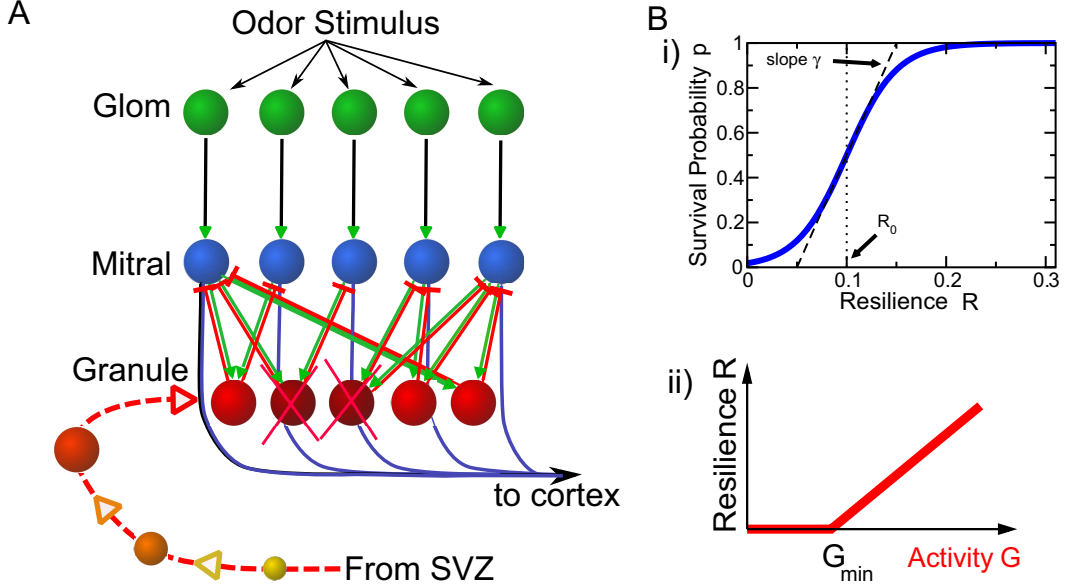 A
Odor Stimulus
Glom
Mitral
Granule
to cortex
From SVZ
B
i)
Survival Probability p
1
0.8
0.6
0.4
0.2
0
slope γ
R0
0
0.1
0.2
0.3
Resilience R
ii)
Resilience R
Gmin
Activity G